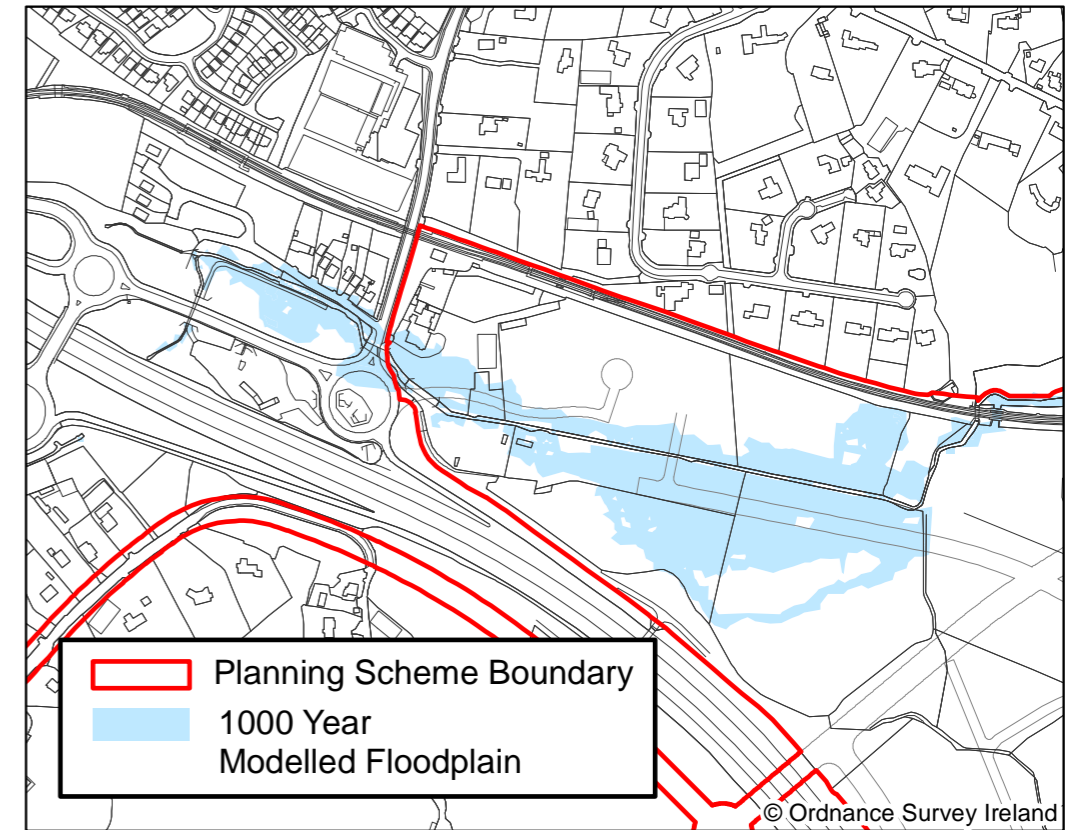 Planning Scheme Boundary
1000 Year
Modelled Floodplain
© Ordnance Survey Ireland